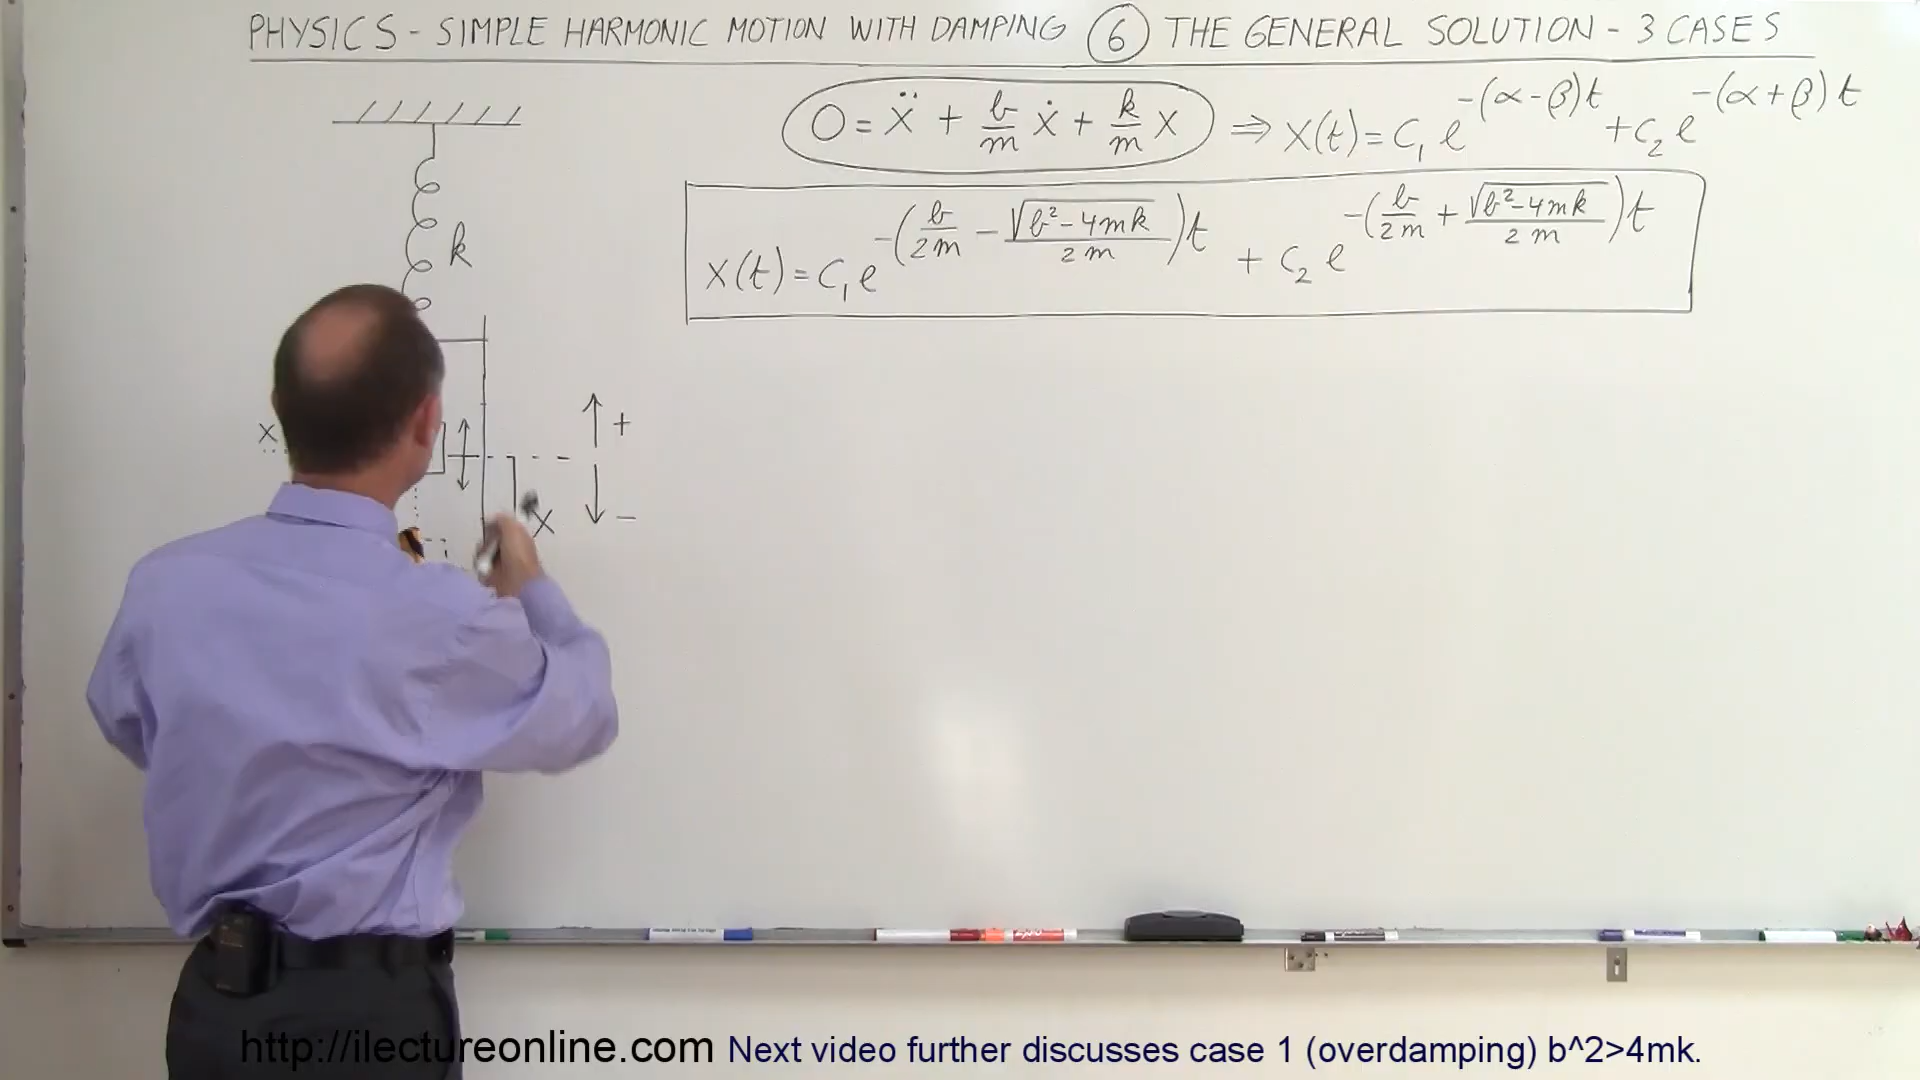 PHYSICS - SIMPLE HARMONIC MOTION WITH DAMPING ⑥ THE GENERAL SOLUTION - 3 CASES
0 = ẍ + b/m ẋ + k/m x ⇒ x(t) = c₁ e^-(α-β)t + c₂ e^-(α+β)t
x(t) = c₁ e^-(b/2m - √(b²-4mk)/2m)t + c₂ e^-(b/2m + √(b²-4mk)/2m)t
k
+
x
x
-
http://ilectureonline.com Next video further discusses case 1 (overdamping) b^2>4mk.